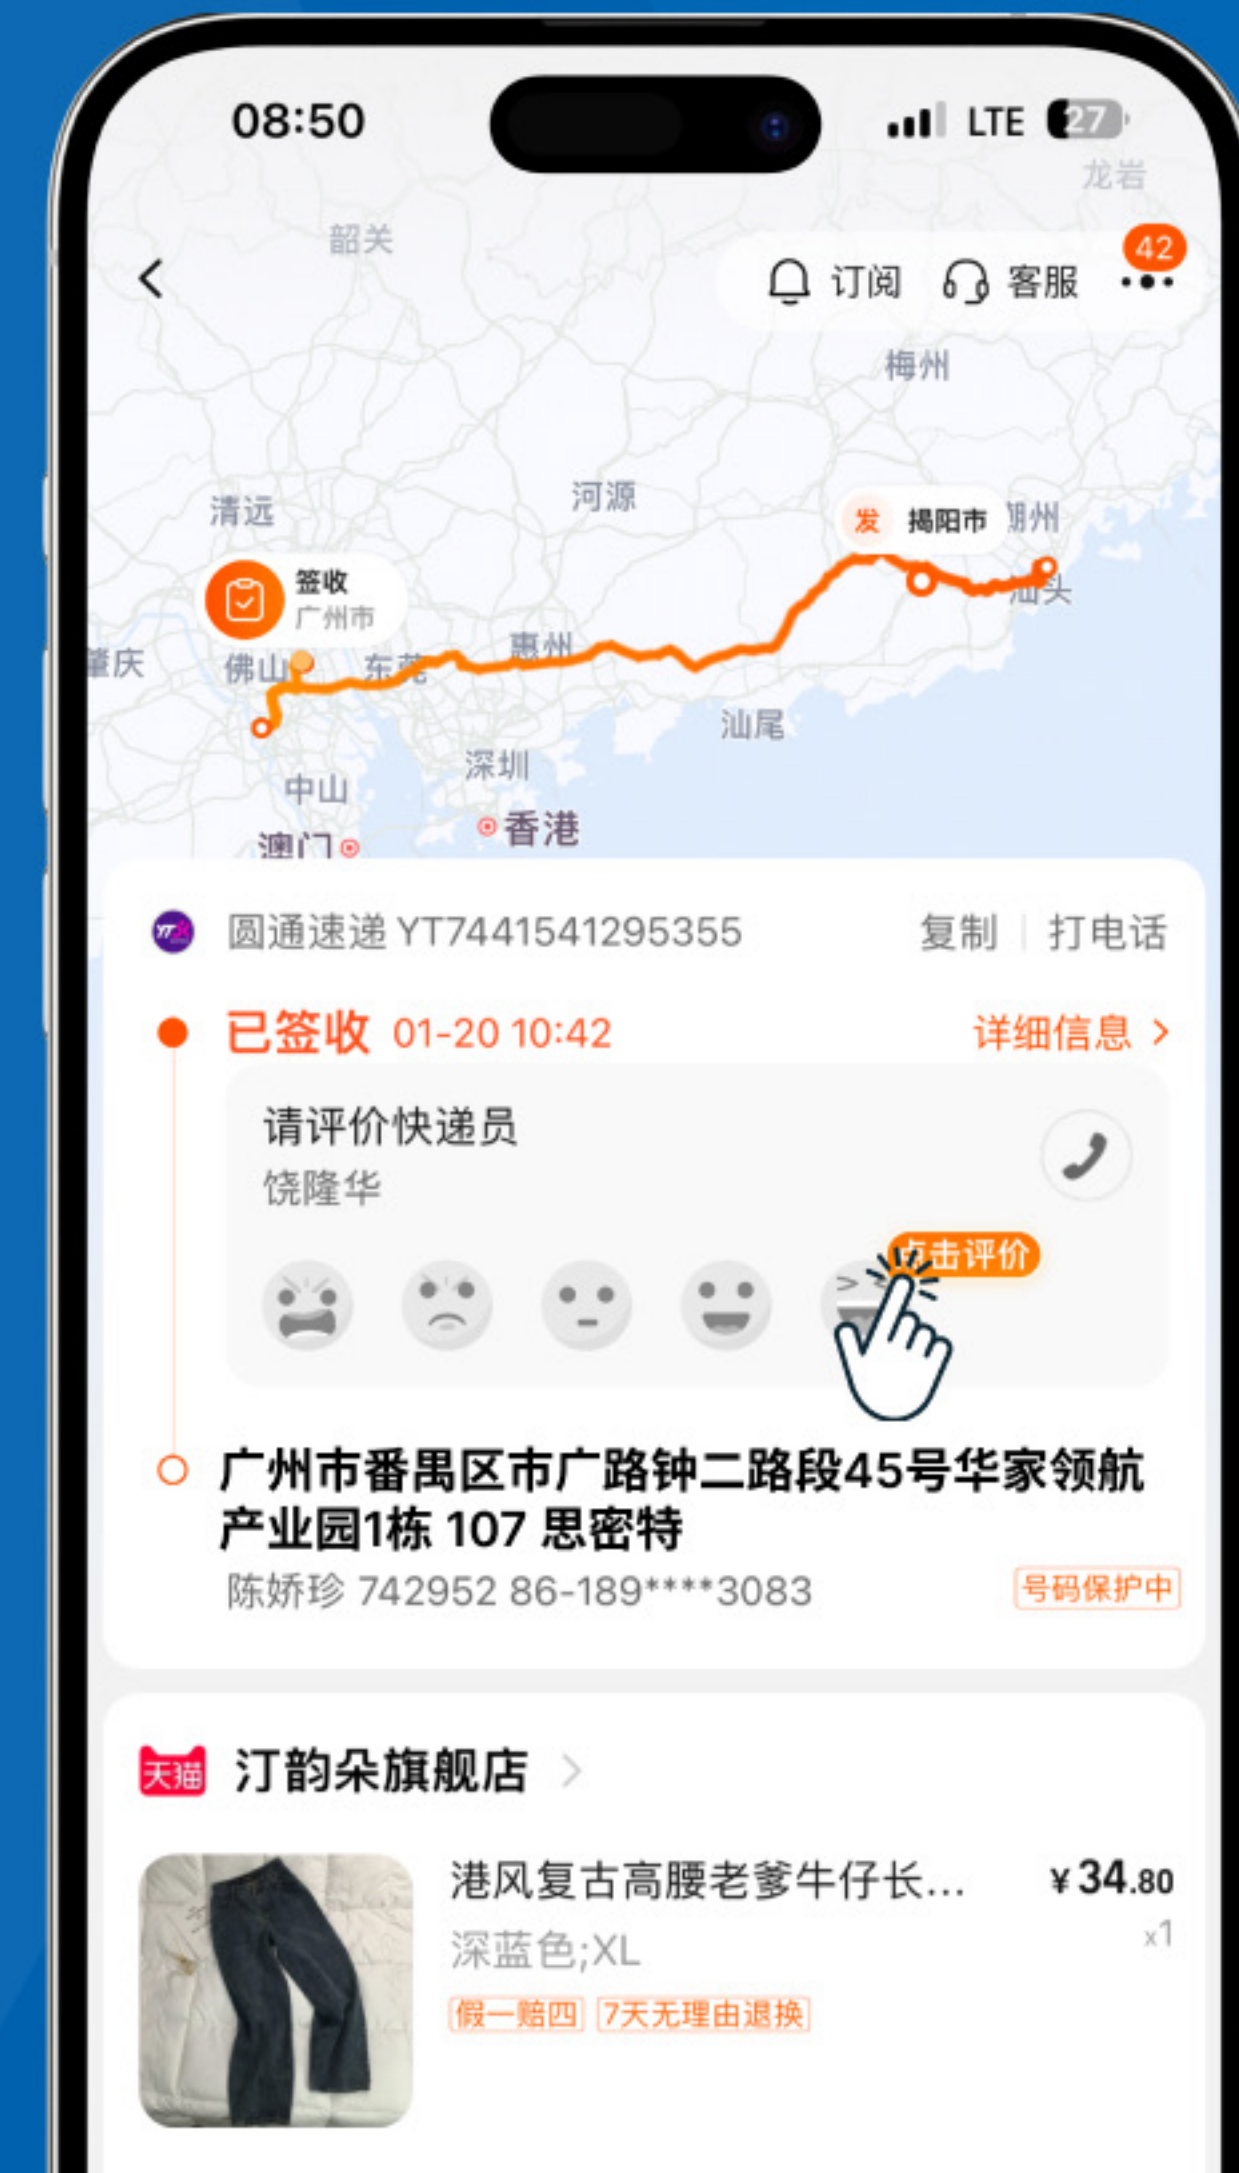 08:50
LTE 27
龙岩
韶关
42
订阅 客服
梅州
清远
河源
发 揭阳市
潮州
签收
广州市
汕头
肇庆
佛山
东莞
惠州
汕尾
深圳
中山
香港
澳门
圆通速递 YT7441541295355
复制 | 打电话
已签收 01-20 10:42
详细信息 >
请评价快递员
饶隆华
点击评价
广州市番禺区市广路钟二路段45号华家领航
产业园1栋 107 思密特
陈娇珍 742952 86-189****3083
号码保护中
天猫 汀韵朵旗舰店 >
港风复古高腰老爹牛仔长... ¥34.80
深蓝色;XL x1
假一赔四 7天无理由退换